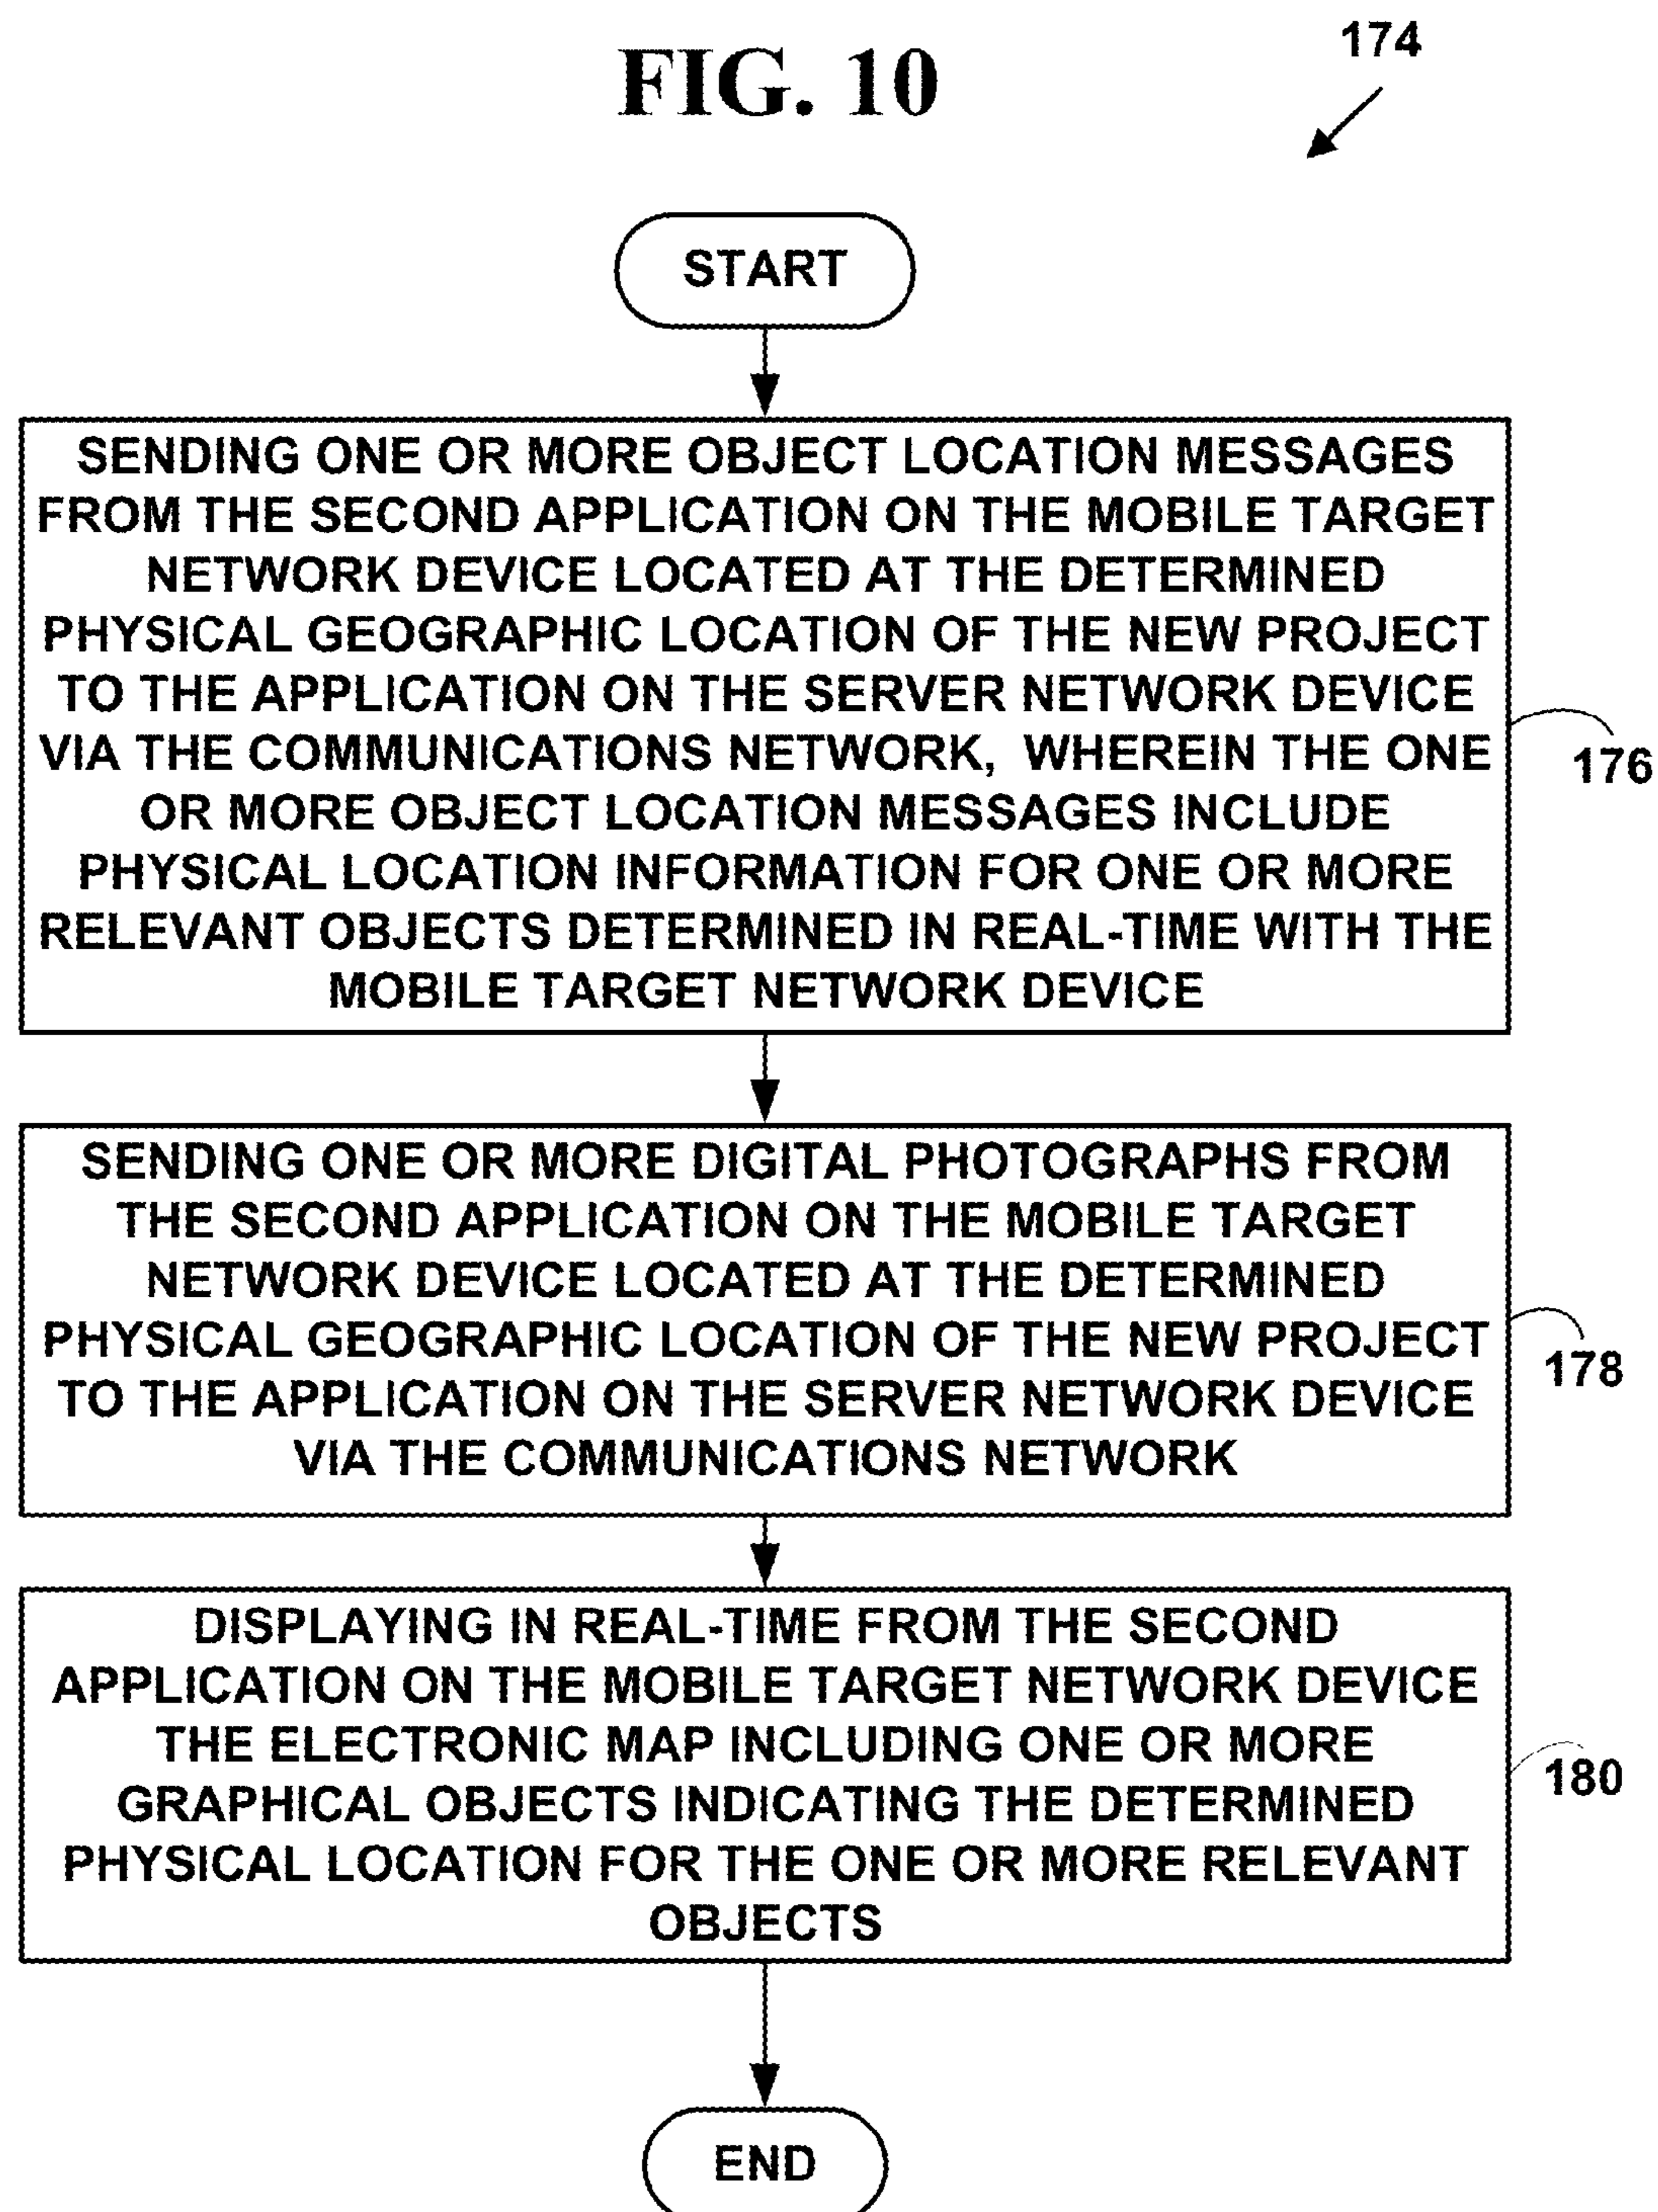 FIG. 10
174
START
SENDING ONE OR MORE OBJECT LOCATION MESSAGES
FROM THE SECOND APPLICATION ON THE MOBILE TARGET
NETWORK DEVICE LOCATED AT THE DETERMINED
PHYSICAL GEOGRAPHIC LOCATION OF THE NEW PROJECT
TO THE APPLICATION ON THE SERVER NETWORK DEVICE
VIA THE COMMUNICATIONS NETWORK, WHEREIN THE ONE
OR MORE OBJECT LOCATION MESSAGES INCLUDE
PHYSICAL LOCATION INFORMATION FOR ONE OR MORE
RELEVANT OBJECTS DETERMINED IN REAL-TIME WITH THE
MOBILE TARGET NETWORK DEVICE
176
SENDING ONE OR MORE DIGITAL PHOTOGRAPHS FROM
THE SECOND APPLICATION ON THE MOBILE TARGET
NETWORK DEVICE LOCATED AT THE DETERMINED
PHYSICAL GEOGRAPHIC LOCATION OF THE NEW PROJECT
TO THE APPLICATION ON THE SERVER NETWORK DEVICE
VIA THE COMMUNICATIONS NETWORK
178
DISPLAYING IN REAL-TIME FROM THE SECOND
APPLICATION ON THE MOBILE TARGET NETWORK DEVICE
THE ELECTRONIC MAP INCLUDING ONE OR MORE
GRAPHICAL OBJECTS INDICATING THE DETERMINED
PHYSICAL LOCATION FOR THE ONE OR MORE RELEVANT
OBJECTS
180
END